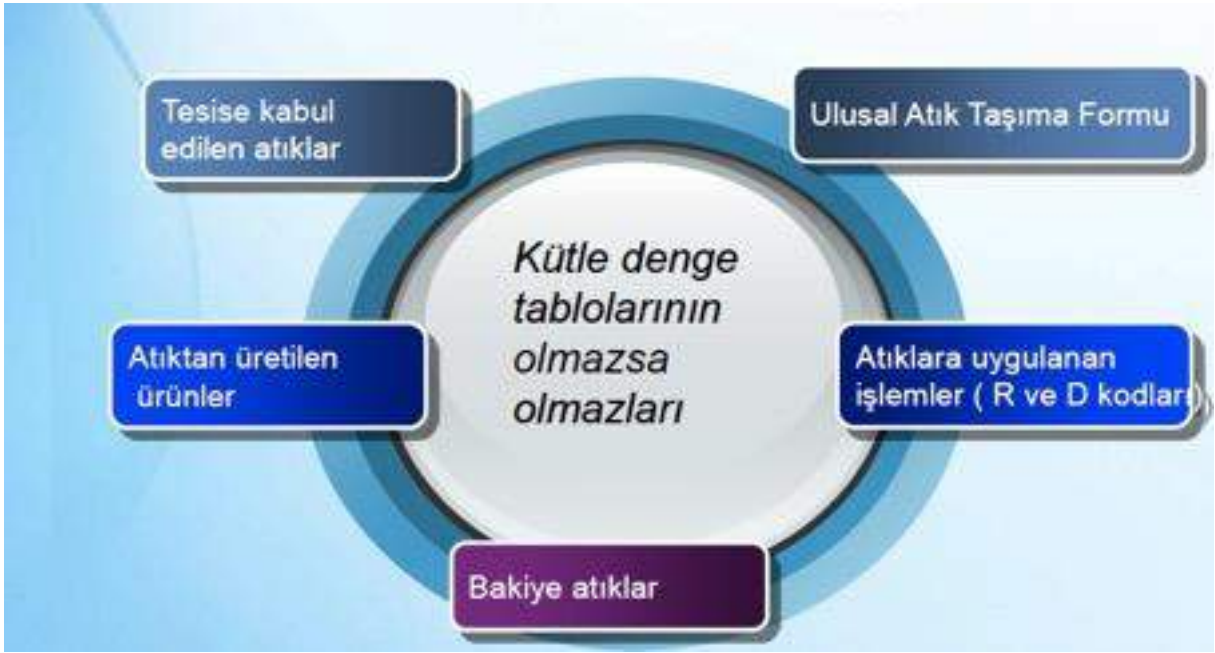 Tesise kabul
edilen atıklar
Ulusal Atık Taşıma Formu
Kütle denge
tablolarının
olmazsa
olmazları
Atıktan üretilen
ürünler
Atıklara uygulanan
işlemler ( R ve D kodları)
Bakiye atıklar